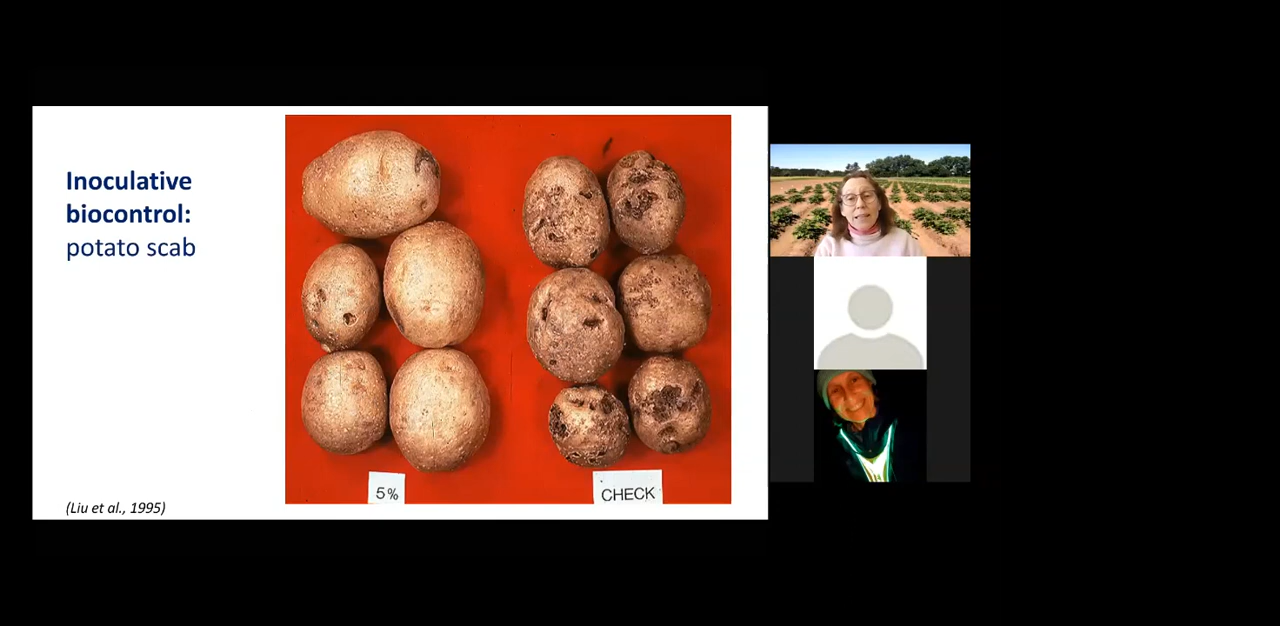 Inoculative
biocontrol:
potato scab
5%
CHECK
(Liu et al., 1995)